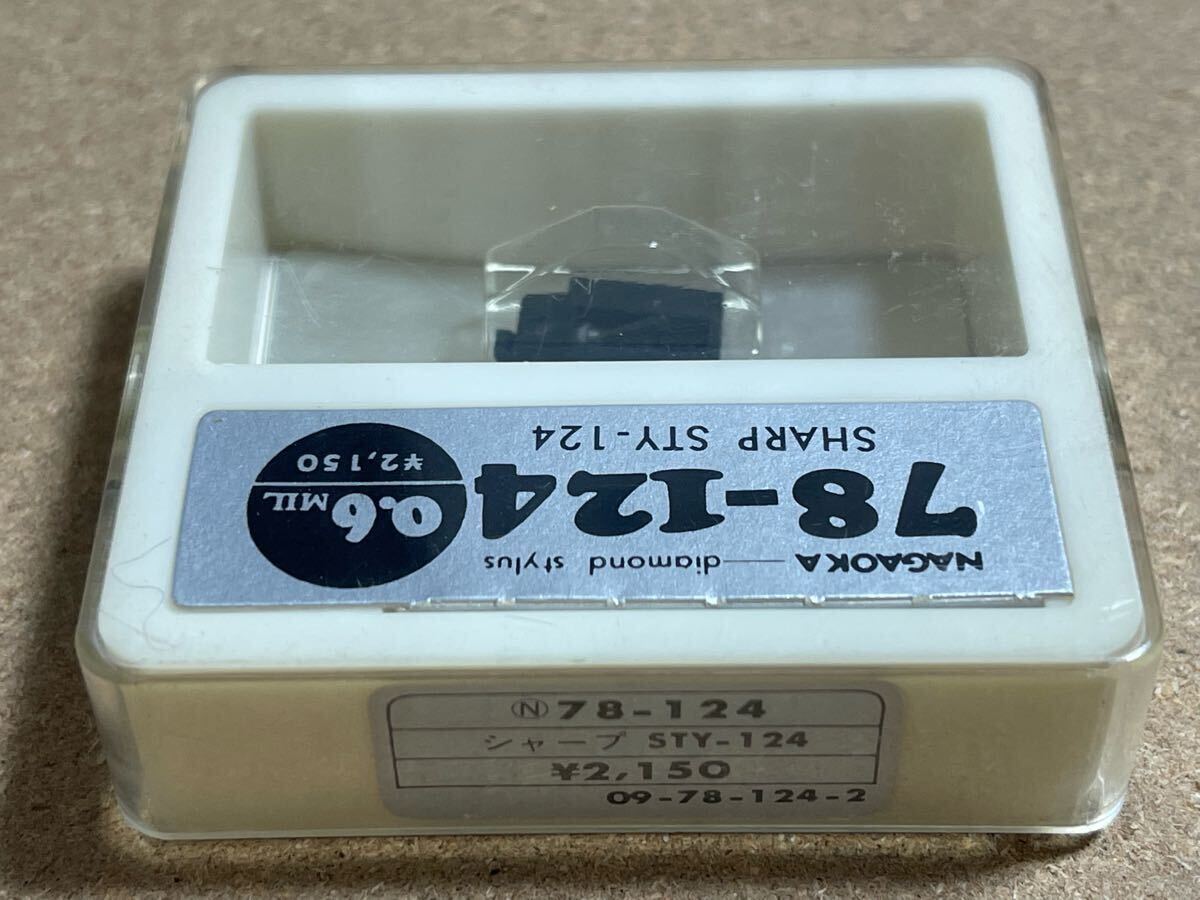 NAGAOKA — diamond stylus
78-124
SHARP STY-124
0.6 MIL
¥2,150
Ⓝ78-124
シャープ STY-124
¥2,150
09-78-124-2